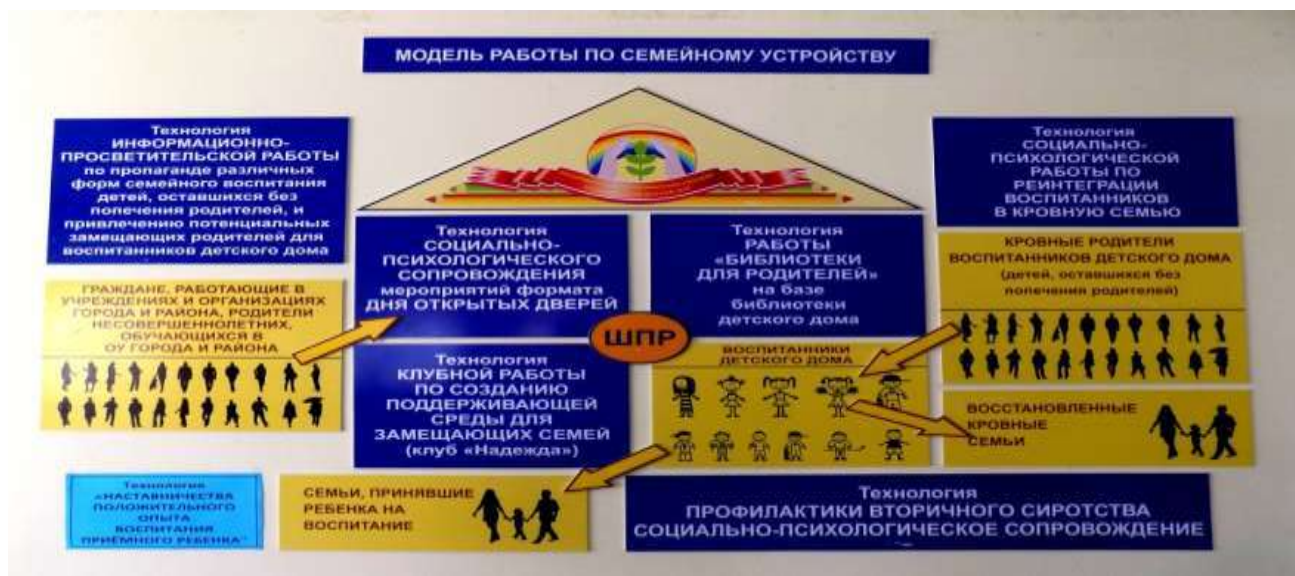 МОДЕЛЬ РАБОТЫ ПО СЕМЕЙНОМУ УСТРОЙСТВУ
Технология
ИНФОРМАЦИОННО-
ПРОСВЕТИТЕЛЬСКОЙ РАБОТЫ
по пропаганде различных
форм семейного воспитания
детей, оставшихся без
попечения родителей, и
привлечению потенциальных
замещающих родителей для
воспитанников детского дома
ГРАЖДАНЕ, РАБОТАЮЩИЕ В
УЧРЕЖДЕНИЯХ И ОРГАНИЗАЦИЯХ
ГОРОДА И РАЙОНА, РОДИТЕЛИ
НЕСОВЕРШЕННОЛЕТНИХ,
ОБУЧАЮЩИХСЯ В
ОУ ГОРОДА И РАЙОНА
Технология
СОЦИАЛЬНО-
ПСИХОЛОГИЧЕСКОГО
СОПРОВОЖДЕНИЯ
мероприятий формата
ДНЯ ОТКРЫТЫХ ДВЕРЕЙ
Технология
РАБОТЫ
«БИБЛИОТЕКИ
ДЛЯ РОДИТЕЛЕЙ»
на базе
библиотеки
детского дома
ШПР
Технология
КЛУБНОЙ РАБОТЫ
ПО СОЗДАНИЮ
ПОДДЕРЖИВАЮЩЕЙ
СРЕДЫ ДЛЯ
ЗАМЕЩАЮЩИХ СЕМЕЙ
(клуб «Надежда»)
ВОСПИТАННИКИ
ДЕТСКОГО ДОМА
Технология
СОЦИАЛЬНО-
ПСИХОЛОГИЧЕСКОЙ
РАБОТЫ ПО
РЕИНТЕГРАЦИИ
ВОСПИТАННИКОВ
В КРОВНУЮ СЕМЬЮ
КРОВНЫЕ РОДИТЕЛИ
ВОСПИТАННИКОВ ДЕТСКОГО ДОМА
(детей, оставшихся без
попечения родителей)
ВОССТАНОВЛЕННЫЕ
КРОВНЫЕ
СЕМЬИ
Технология
«НАСТАВНИЧЕСТВА
ПОЛОЖИТЕЛЬНОГО
ОПЫТА
ВОСПИТАНИЯ
ПРИЁМНОГО РЕБЕНКА"
СЕМЬИ, ПРИНЯВШИЕ
РЕБЕНКА НА
ВОСПИТАНИЕ
Технология
ПРОФИЛАКТИКИ ВТОРИЧНОГО СИРОТСТВА
СОЦИАЛЬНО-ПСИХОЛОГИЧЕСКОЕ СОПРОВОЖДЕНИЕ